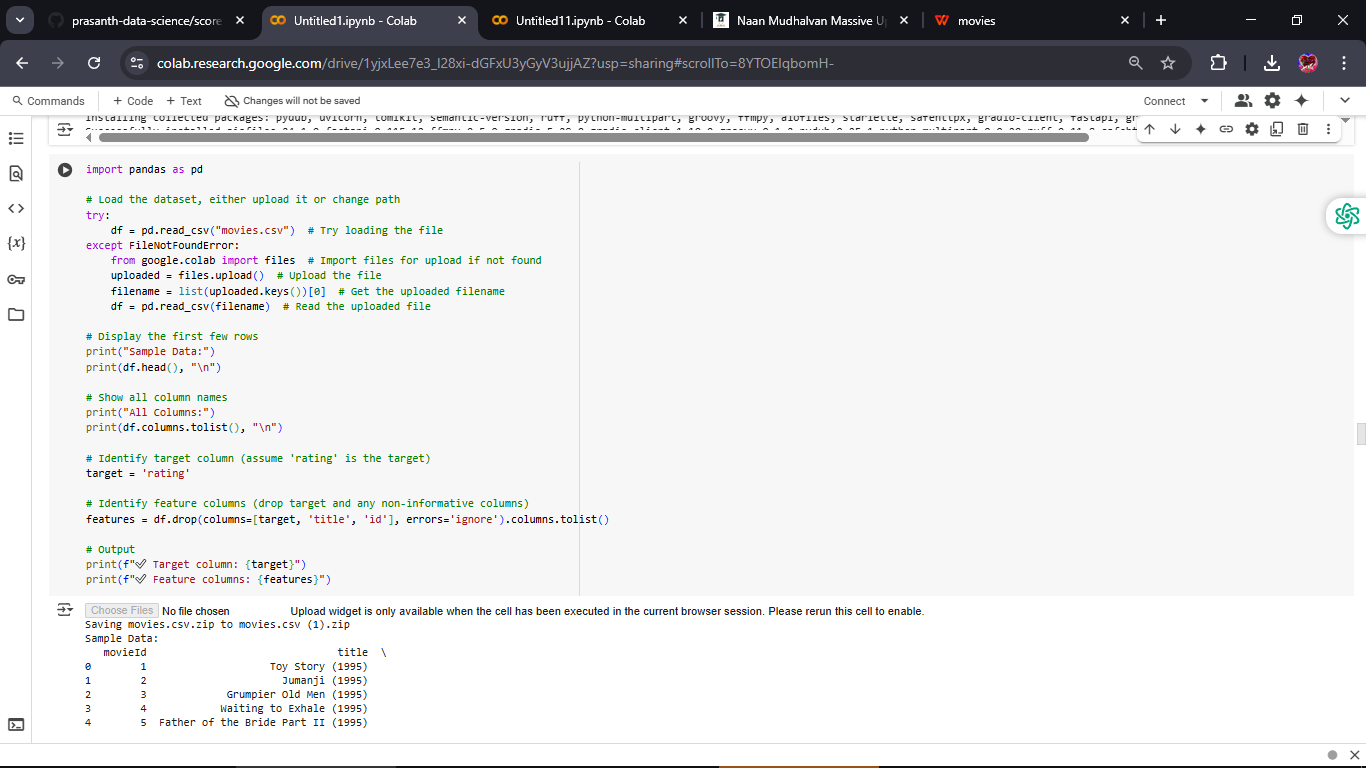 prasanth-data-science/score
Untitled1.ipynb - Colab
Untitled11.ipynb - Colab
Naan Mudhalvan Massive U
movies
colab.research.google.com/drive/1yjxLee7e3_I28xi-dGFxU3yGyV3ujjAZ?usp=sharing#scrollTo=8YTOEIqbomH-
Commands
+ Code + Text
Changes will not be saved
Connect
Installing collected packages: pydub, uvicorn, tomlkit, semantic-version, ruff, python-multipart, groovy, ffmpy, aiofiles, starlette, safehttpx, gradio-client, fastapi,
import pandas as pd
# Load the dataset, either upload it or change path
try:
    df = pd.read_csv("movies.csv")  # Try loading the file
except FileNotFoundError:
    from google.colab import files  # Import files for upload if not found
    uploaded = files.upload()  # Upload the file
    filename = list(uploaded.keys())[0]  # Get the uploaded filename
    df = pd.read_csv(filename)  # Read the uploaded file
# Display the first few rows
print("Sample Data:")
print(df.head(), "\n")
# Show all column names
print("All Columns:")
print(df.columns.tolist(), "\n")
# Identify target column (assume 'rating' is the target)
target = 'rating'
# Identify feature columns (drop target and any non-informative columns)
features = df.drop(columns=[target, 'title', 'id'], errors='ignore').columns.tolist()
# Output
print(f"✅ Target column: {target}")
print(f"✅ Feature columns: {features}")
Choose Files No file chosen Upload widget is only available when the cell has been executed in the current browser session. Please rerun this cell to enable.
Saving movies.csv.zip to movies.csv (1).zip
Sample Data:
movieId title \
0 1 Toy Story (1995)
1 2 Jumanji (1995)
2 3 Grumpier Old Men (1995)
3 4 Waiting to Exhale (1995)
4 5 Father of the Bride Part II (1995)